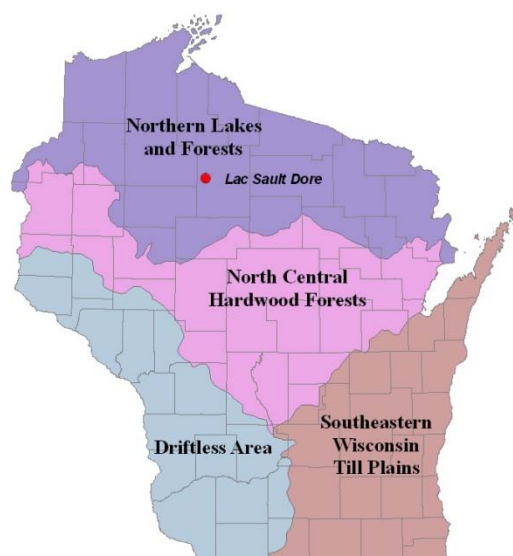 Northern Lakes
and Forests
Lac Sault Dore
North Central
Hardwood Forests
Driftless Area
Southeastern
Wisconsin
Till Plains